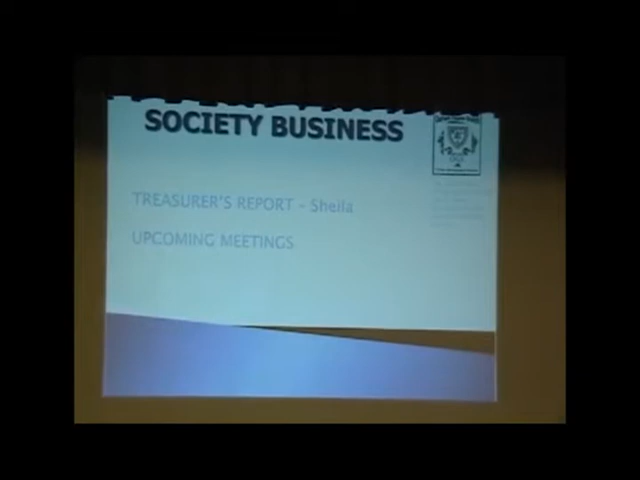 SOCIETY BUSINESS
TREASURER'S REPORT – Sheila
UPCOMING MEETINGS